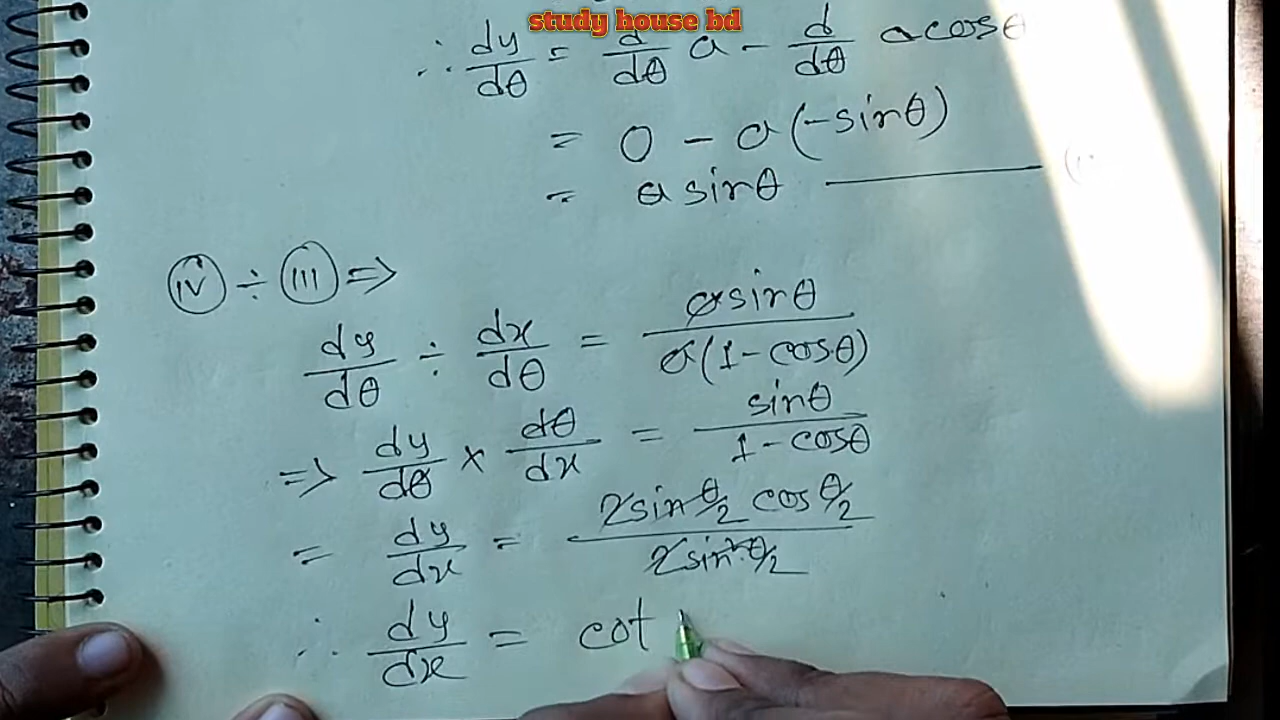 study house bd
∴ dy/dθ = d/dθ a - d/dθ a cosθ
= 0 - a(-sinθ)
= a sinθ
(IV) ÷ (III) =>
dy/dθ ÷ dx/dθ = a sinθ / a(1-cosθ)
=> dy/dθ × dθ/dx = sinθ / 1-cosθ
= dy/dx = 2sin θ/2 cos θ/2 / 2sin² θ/2
∴ dy/dx = cot